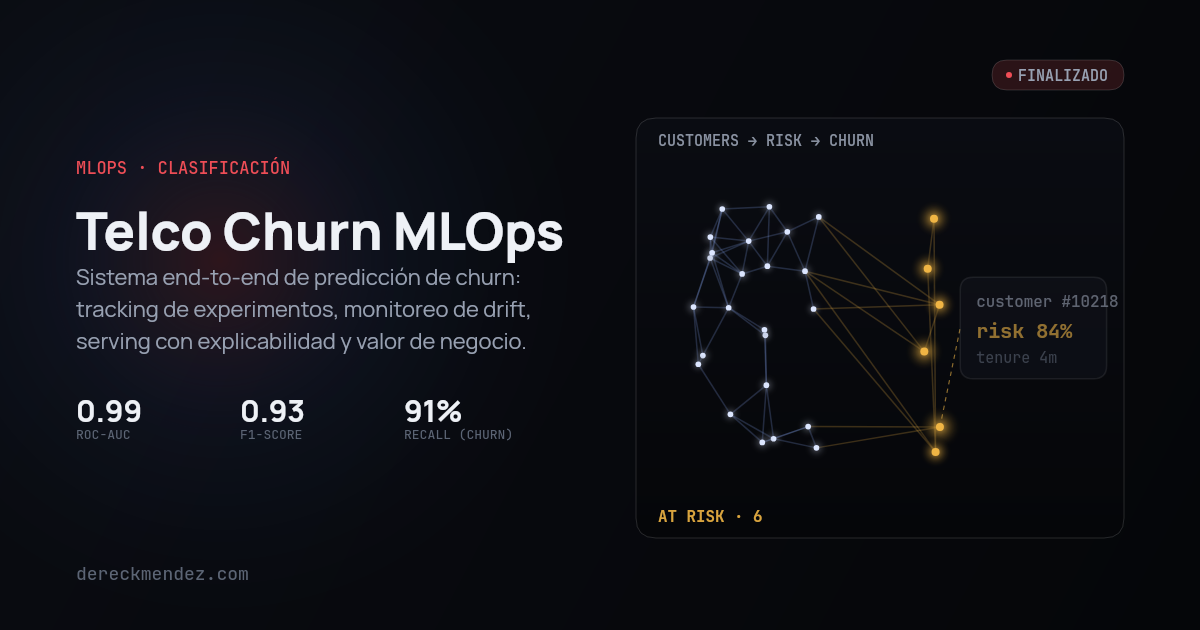 FINALIZADO
MLOPS · CLASIFICACIÓN
Telco Churn MLOps
Sistema end-to-end de predicción de churn:
tracking de experimentos, monitoreo de drift,
serving con explicabilidad y valor de negocio.
0.99
ROC-AUC
0.93
F1-SCORE
91%
RECALL (CHURN)
dereckmendez.com
CUSTOMERS → RISK → CHURN
customer #10218
risk 84%
tenure 4m
AT RISK · 6